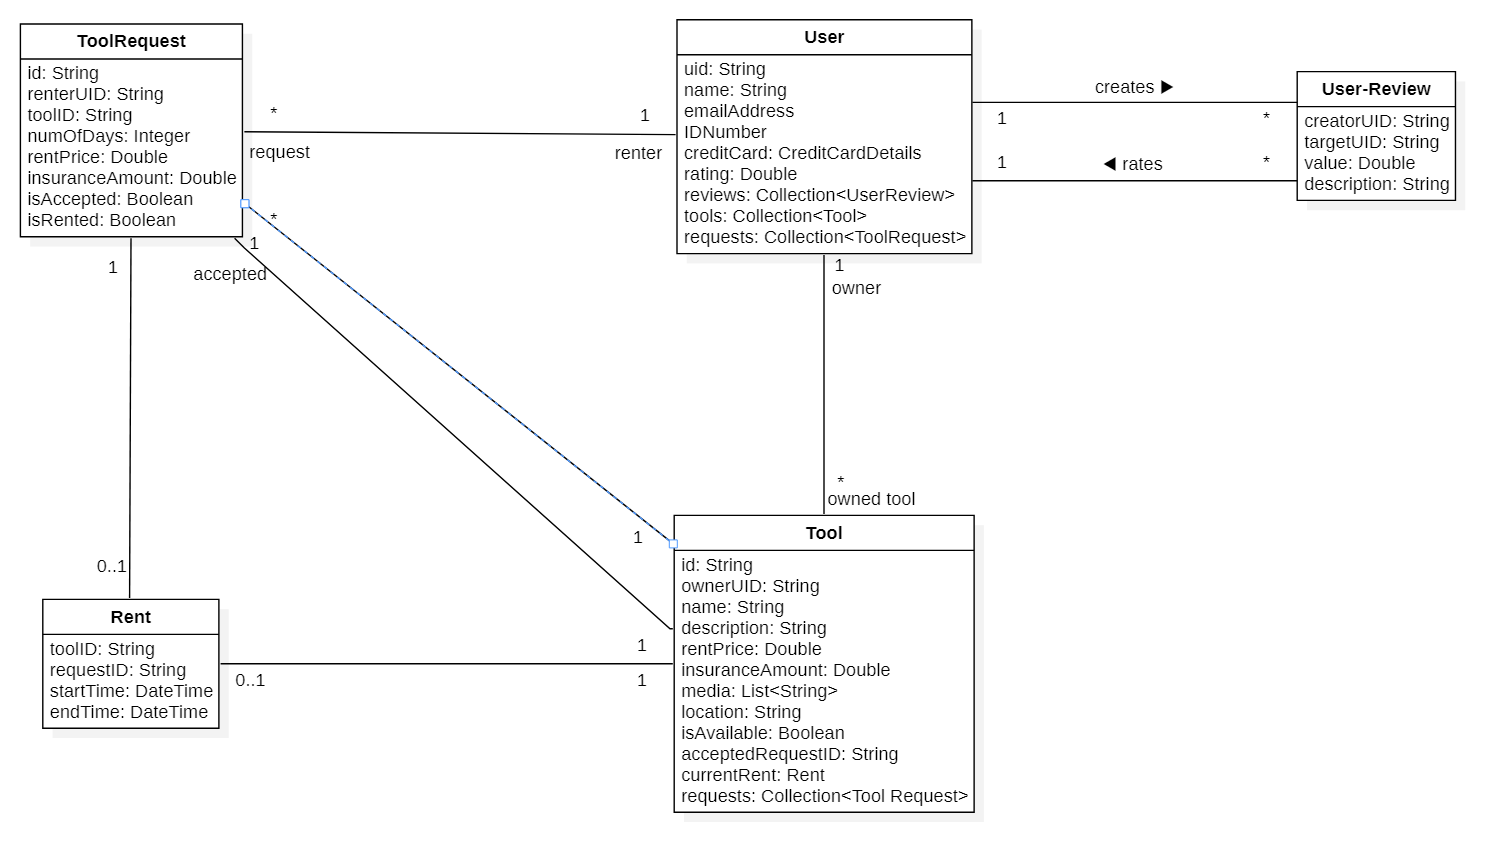 ToolRequest
id: String
renterUID: String
toolID: String
numOfDays: Integer
rentPrice: Double
insuranceAmount: Double
isAccepted: Boolean
isRented: Boolean
*
request
1
renter
User
uid: String
name: String
emailAddress
IDNumber
creditCard: CreditCardDetails
rating: Double
reviews: Collection<UserReview>
tools: Collection<Tool>
requests: Collection<ToolRequest>
creates ▶
1
*
1
◀ rates
*
User-Review
creatorUID: String
targetUID: String
value: Double
description: String
*
1
accepted
1
1
owner
*
owned tool
1
0..1
Rent
toolID: String
requestID: String
startTime: DateTime
endTime: DateTime
0..1
1
1
Tool
id: String
ownerUID: String
name: String
description: String
rentPrice: Double
insuranceAmount: Double
media: List<String>
location: String
isAvailable: Boolean
acceptedRequestID: String
currentRent: Rent
requests: Collection<Tool Request>